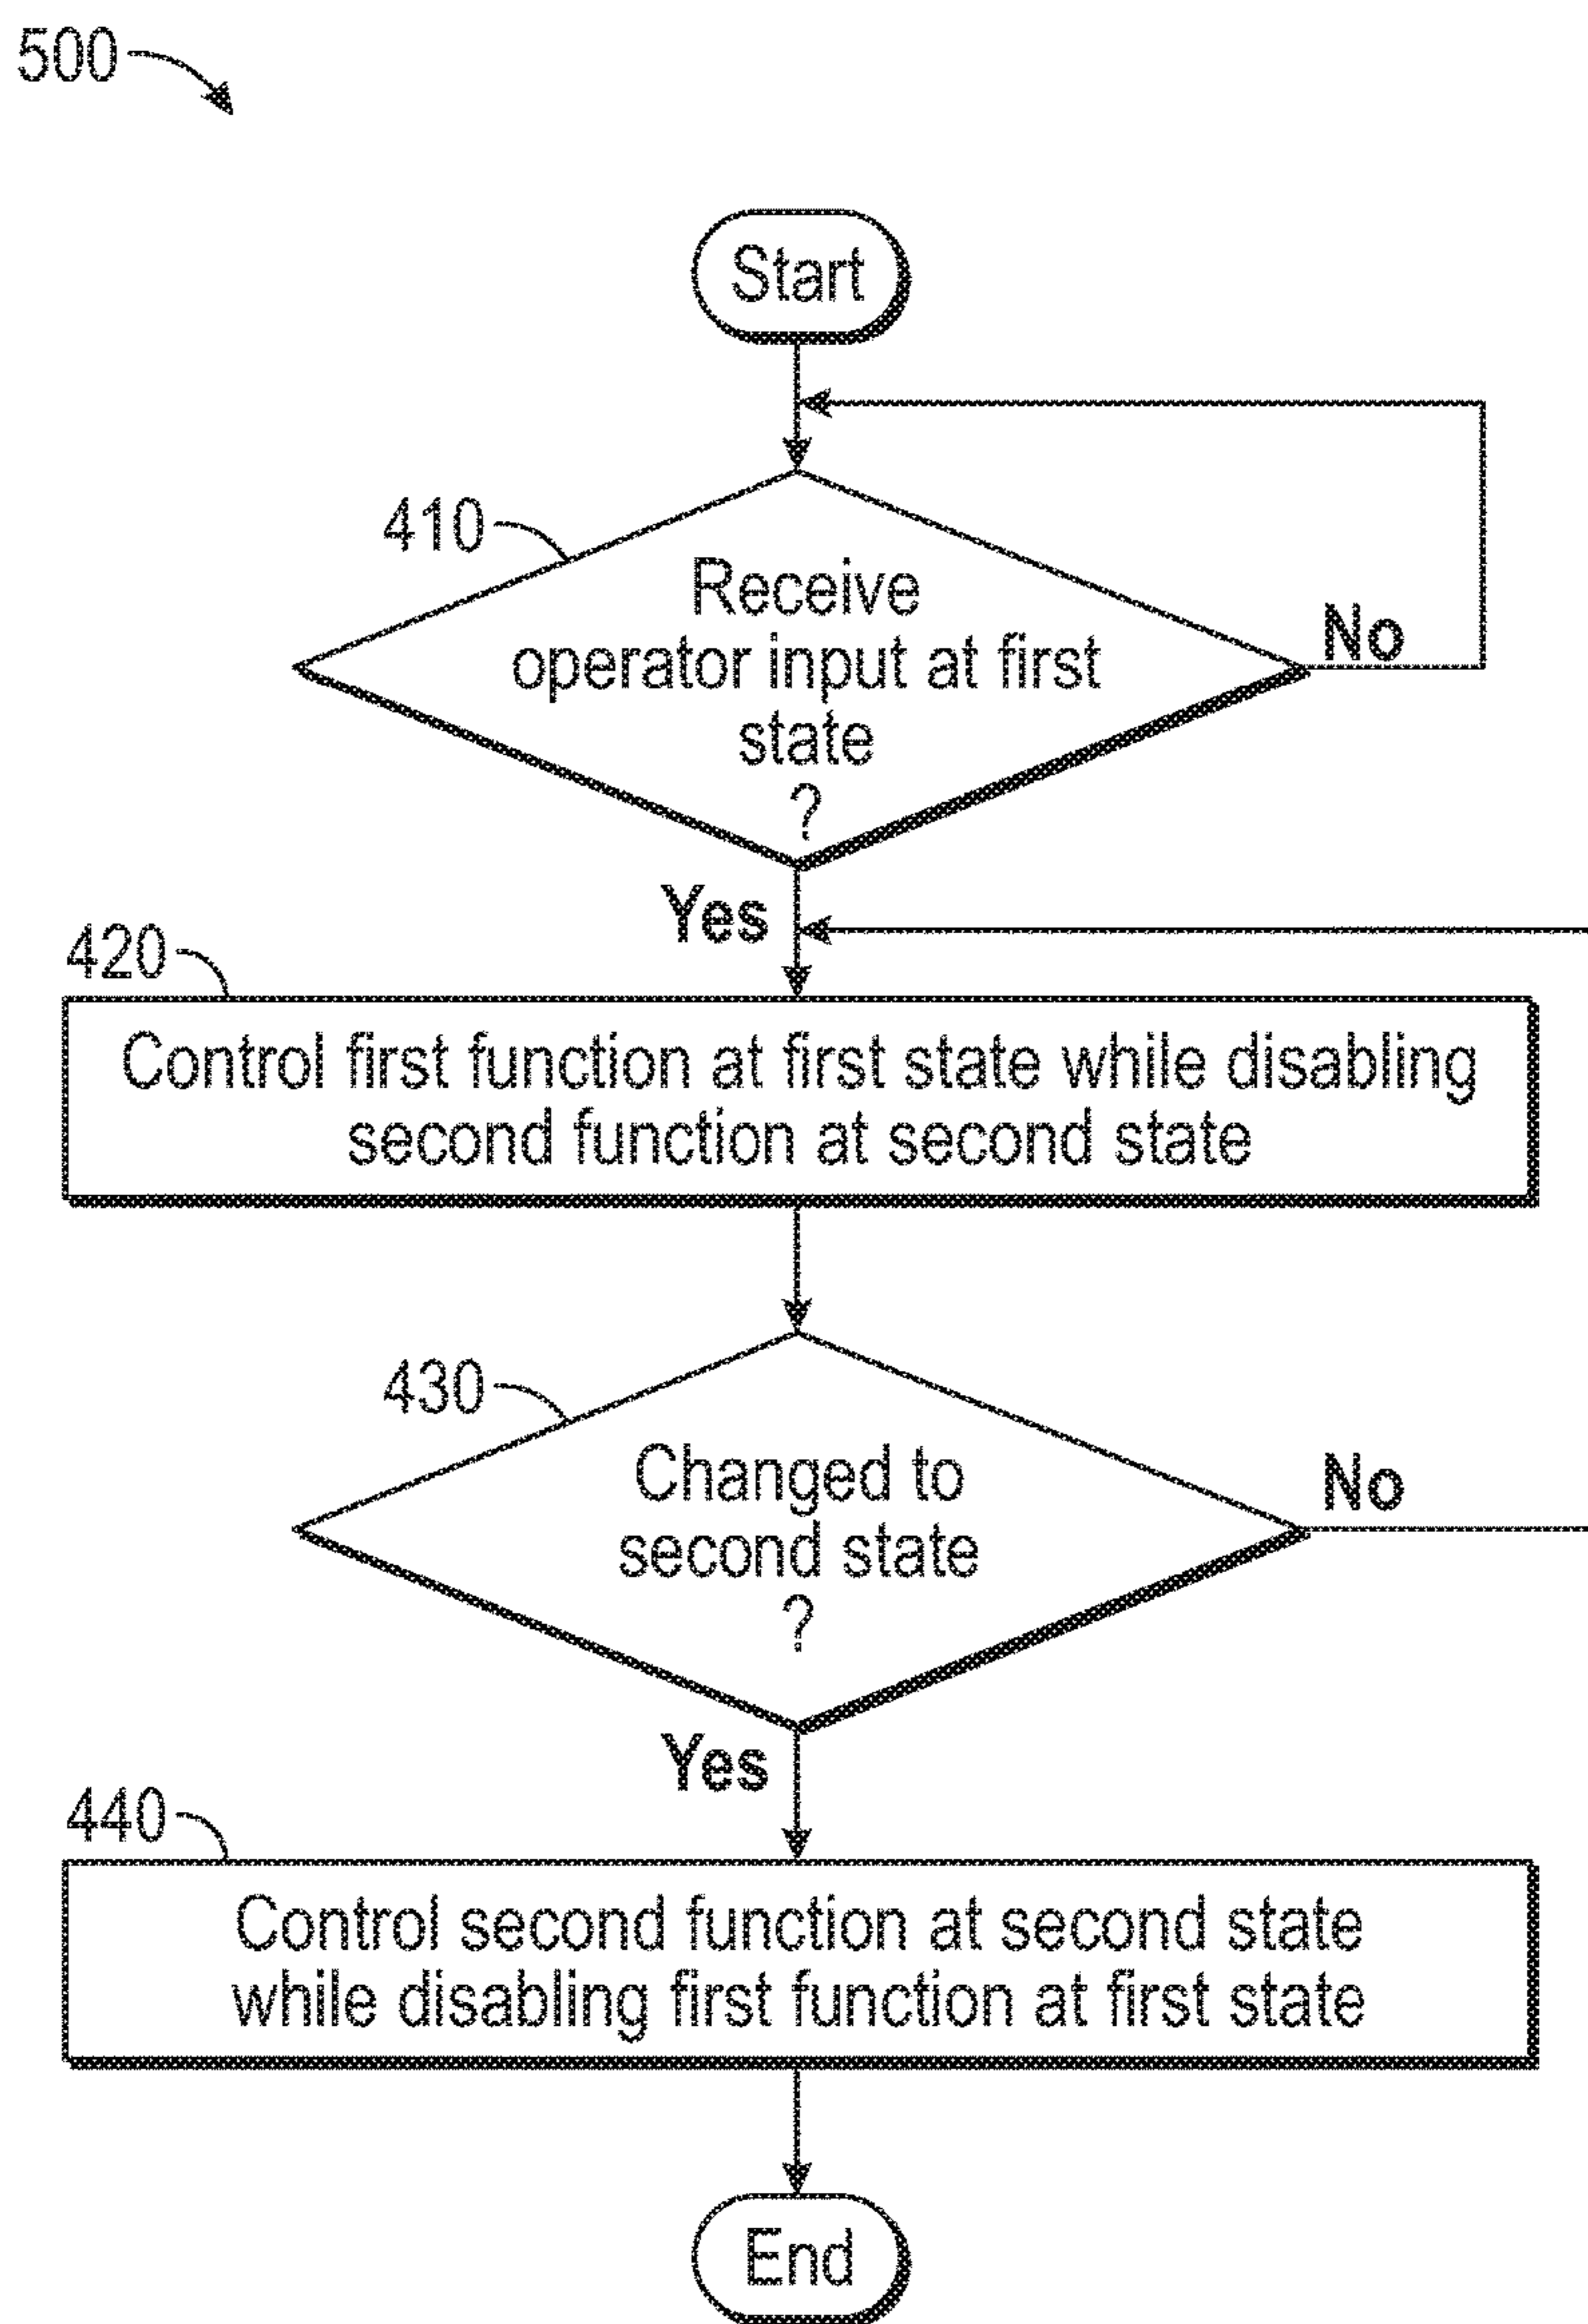 500
Start
410
Receive
operator input at first
state
?
No
Yes
420
Control first function at first state while disabling
second function at second state
430
Changed to
second state
?
No
Yes
440
Control second function at second state
while disabling first function at first state
End